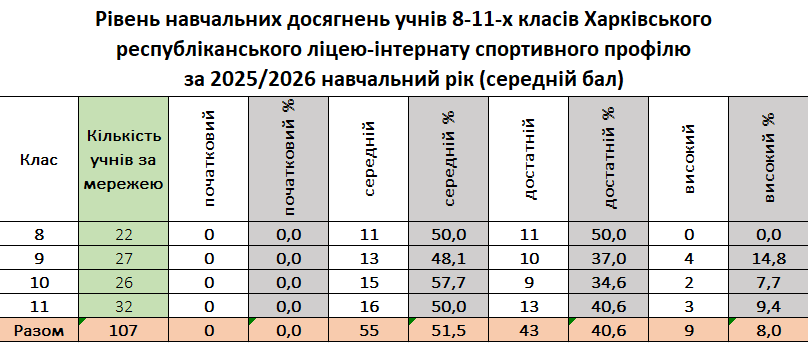 Рівень навчальних досягнень учнів 8-11-х класів Харківського
республіканського ліцею-інтернату спортивного профілю
за 2025/2026 навчальний рік (середній бал)
Клас Кількість учнів за мережею початковий початковий % середній середній % достатній достатній % високий високий %
8 22 0 0,0 11 50,0 11 50,0 0 0,0
9 27 0 0,0 13 48,1 10 37,0 4 14,8
10 26 0 0,0 15 57,7 9 34,6 2 7,7
11 32 0 0,0 16 50,0 13 40,6 3 9,4
Разом 107 0 0,0 55 51,5 43 40,6 9 8,0